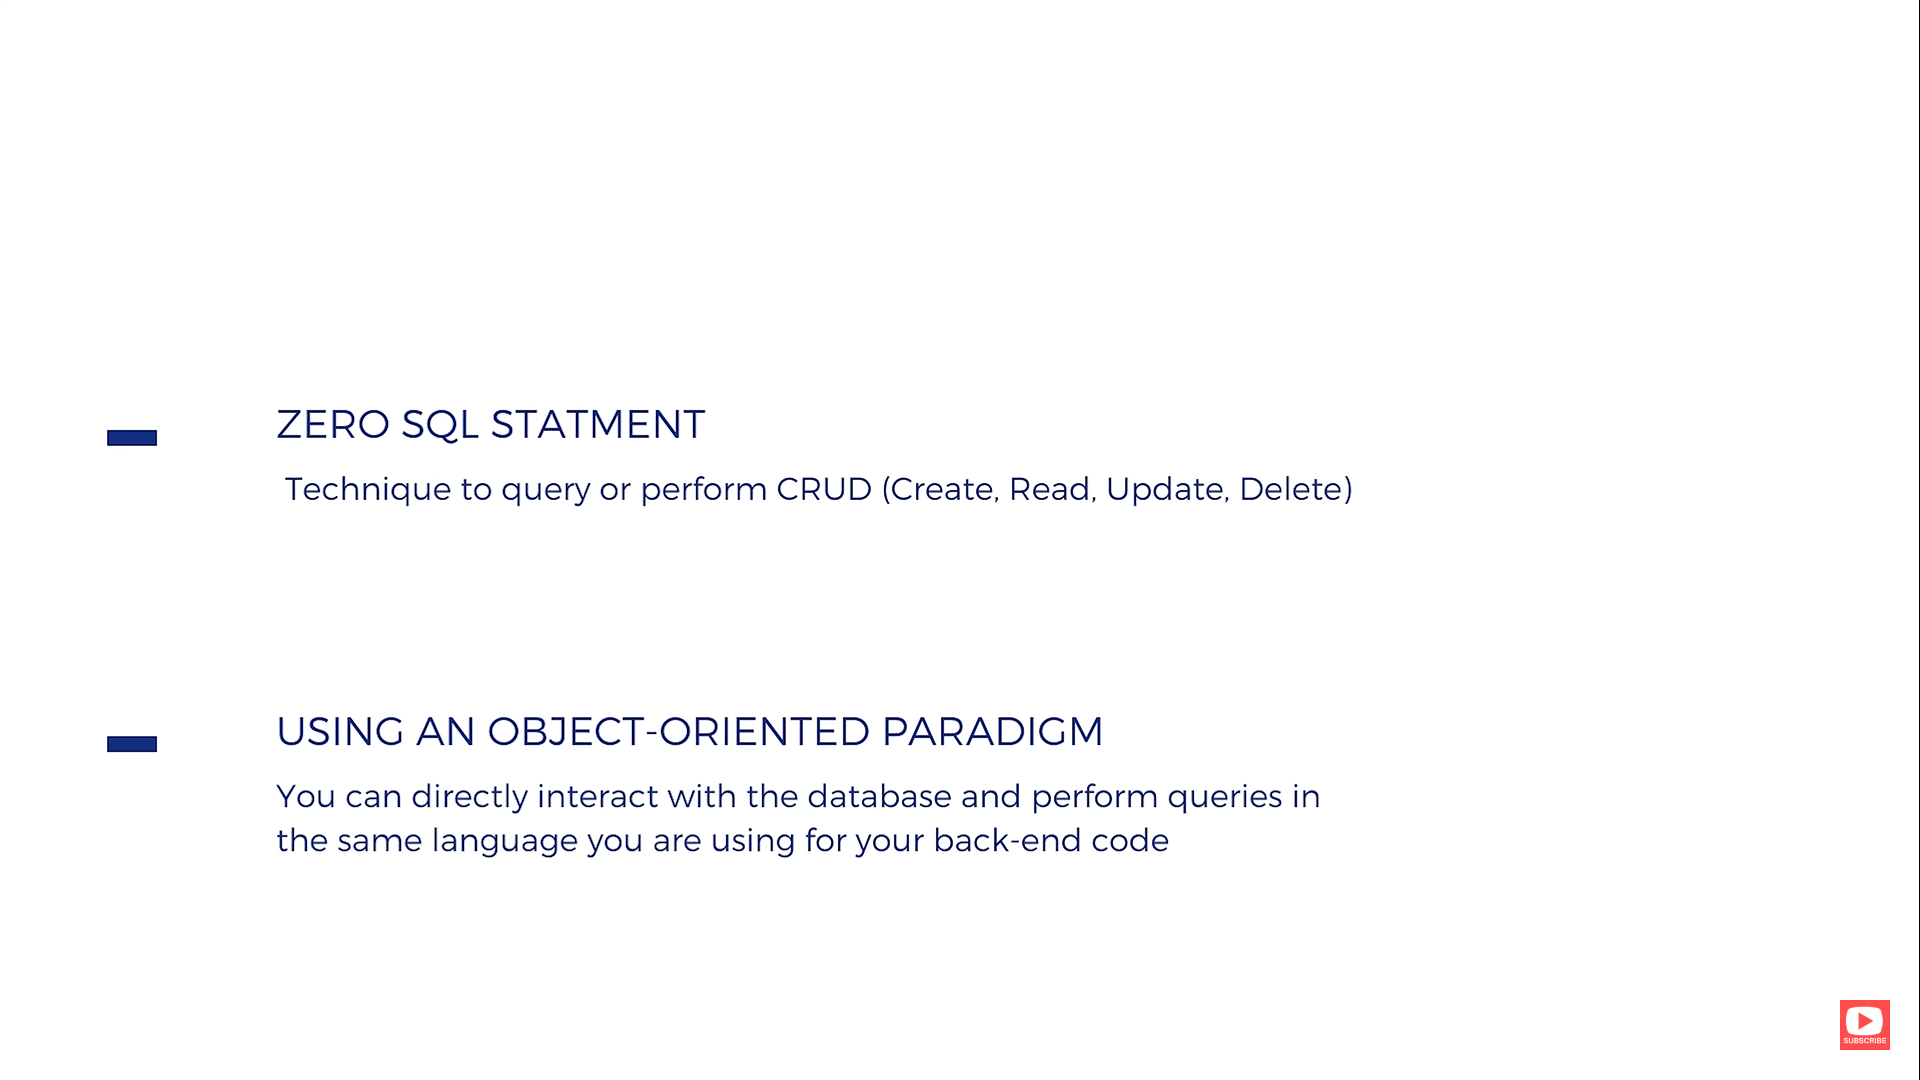 ZERO SQL STATMENT
Technique to query or perform CRUD (Create, Read, Update, Delete)
USING AN OBJECT-ORIENTED PARADIGM
You can directly interact with the database and perform queries in
the same language you are using for your back-end code
SUBSCRIBE